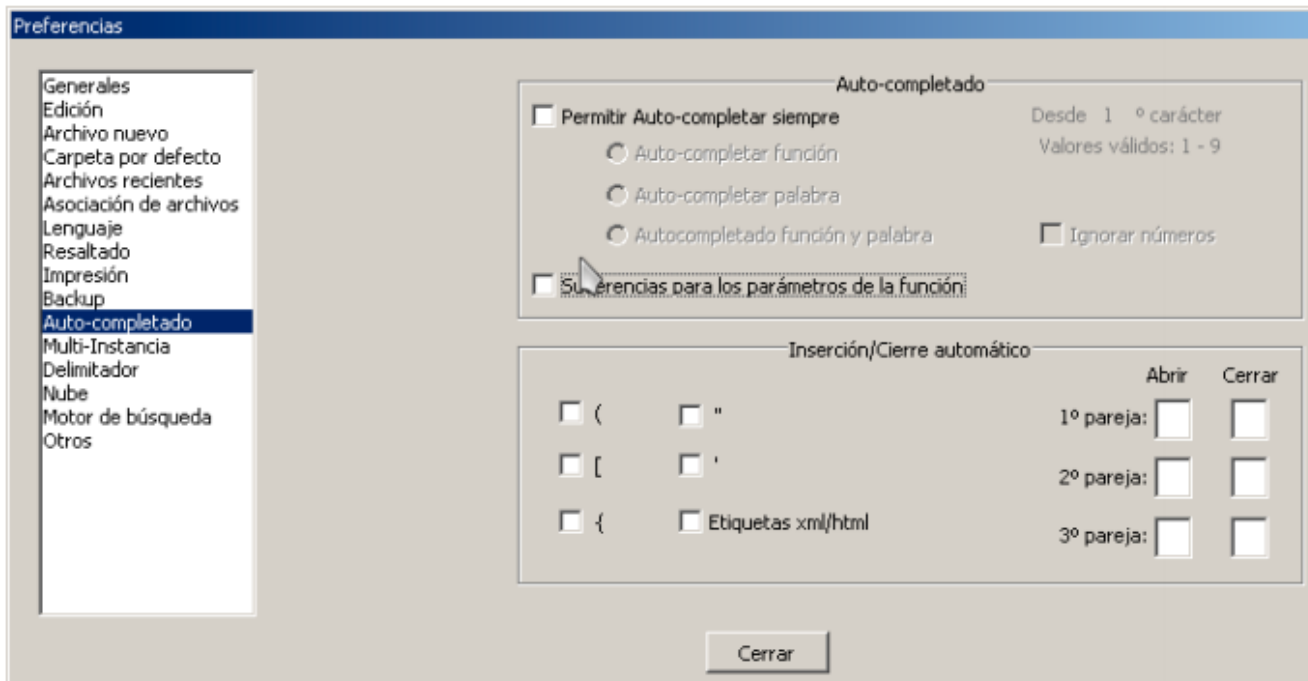 Preferencias
Generales
Edición
Archivo nuevo
Carpeta por defecto
Archivos recientes
Asociación de archivos
Lenguaje
Resaltado
Impresión
Backup
Auto-completado
Multi-Instancia
Delimitador
Nube
Motor de búsqueda
Otros
Auto-completado
Permitir Auto-completar siempre
Desde 1 º carácter
Auto-completar función
Valores válidos: 1 - 9
Auto-completar palabra
Autocompletado función y palabra
Ignorar números
Sugerencias para los parámetros de la función
Inserción/Cierre automático
Abrir Cerrar
( " 1º pareja:
[ ' 2º pareja:
{ Etiquetas xml/html 3º pareja:
Cerrar